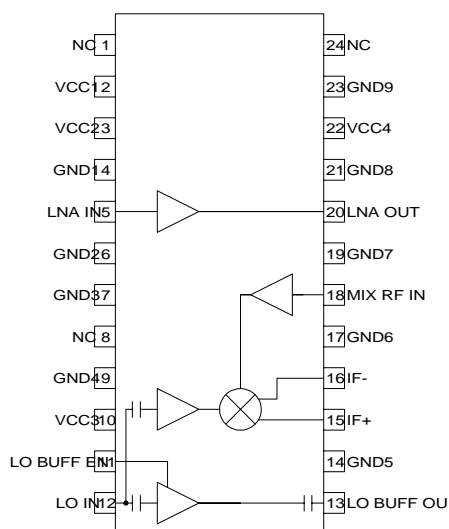 NC 1
24 NC
VCC1 2
23 GND9
VCC2 3
22 VCC4
GND1 4
21 GND8
LNA IN 5
20 LNA OUT
GND2 6
19 GND7
GND3 7
18 MIX RF IN
NC 8
17 GND6
GND4 9
16 IF-
VCC3 10
15 IF+
LO BUFF EN 11
14 GND5
LO IN 12
13 LO BUFF OU